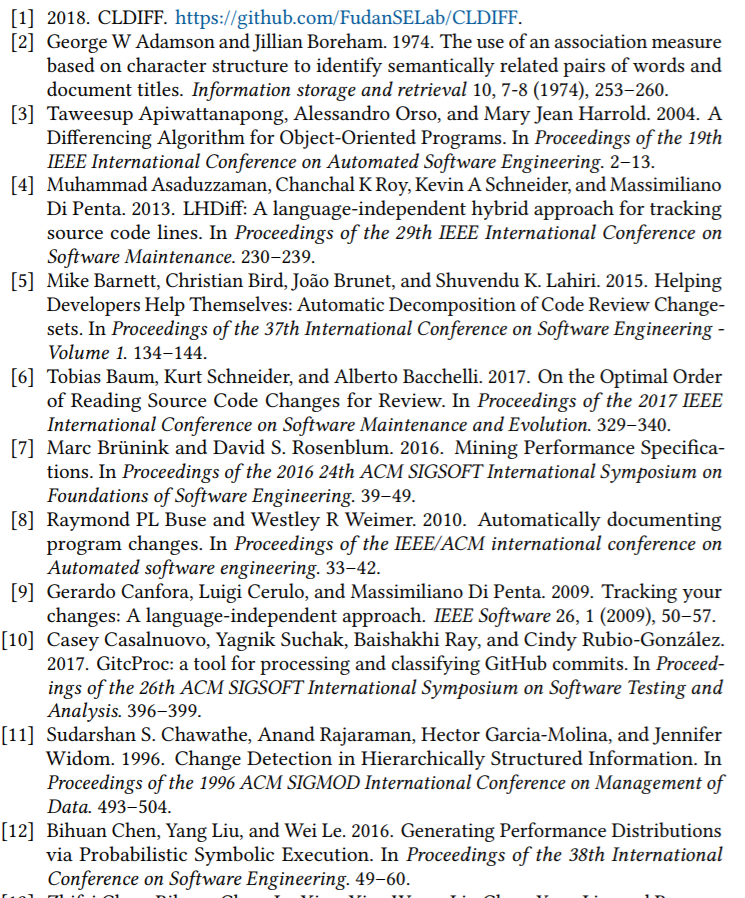 [1] 2018. CLDIFF. https://github.com/FudanSELab/CLDIFF.
[2] George W Adamson and Jillian Boreham. 1974. The use of an association measure
based on character structure to identify semantically related pairs of words and
document titles. Information storage and retrieval 10, 7-8 (1974), 253–260.
[3] Taweesup Apiwattanapong, Alessandro Orso, and Mary Jean Harrold. 2004. A
Differencing Algorithm for Object-Oriented Programs. In Proceedings of the 19th
IEEE International Conference on Automated Software Engineering. 2–13.
[4] Muhammad Asaduzzaman, Chanchal K Roy, Kevin A Schneider, and Massimiliano
Di Penta. 2013. LHDiff: A language-independent hybrid approach for tracking
source code lines. In Proceedings of the 29th IEEE International Conference on
Software Maintenance. 230–239.
[5] Mike Barnett, Christian Bird, João Brunet, and Shuvendu K. Lahiri. 2015. Helping
Developers Help Themselves: Automatic Decomposition of Code Review Change-
sets. In Proceedings of the 37th International Conference on Software Engineering -
Volume 1. 134–144.
[6] Tobias Baum, Kurt Schneider, and Alberto Bacchelli. 2017. On the Optimal Order
of Reading Source Code Changes for Review. In Proceedings of the 2017 IEEE
International Conference on Software Maintenance and Evolution. 329–340.
[7] Marc Brünink and David S. Rosenblum. 2016. Mining Performance Specifica-
tions. In Proceedings of the 2016 24th ACM SIGSOFT International Symposium on
Foundations of Software Engineering. 39–49.
[8] Raymond PL Buse and Westley R Weimer. 2010. Automatically documenting
program changes. In Proceedings of the IEEE/ACM international conference on
Automated software engineering. 33–42.
[9] Gerardo Canfora, Luigi Cerulo, and Massimiliano Di Penta. 2009. Tracking your
changes: A language-independent approach. IEEE Software 26, 1 (2009), 50–57.
[10] Casey Casalnuovo, Yagnik Suchak, Baishakhi Ray, and Cindy Rubio-González.
2017. GitcProc: a tool for processing and classifying GitHub commits. In Proceed-
ings of the 26th ACM SIGSOFT International Symposium on Software Testing and
Analysis. 396–399.
[11] Sudarshan S. Chawathe, Anand Rajaraman, Hector Garcia-Molina, and Jennifer
Widom. 1996. Change Detection in Hierarchically Structured Information. In
Proceedings of the 1996 ACM SIGMOD International Conference on Management of
Data. 493–504.
[12] Bihuan Chen, Yang Liu, and Wei Le. 2016. Generating Performance Distributions
via Probabilistic Symbolic Execution. In Proceedings of the 38th International
Conference on Software Engineering. 49–60.